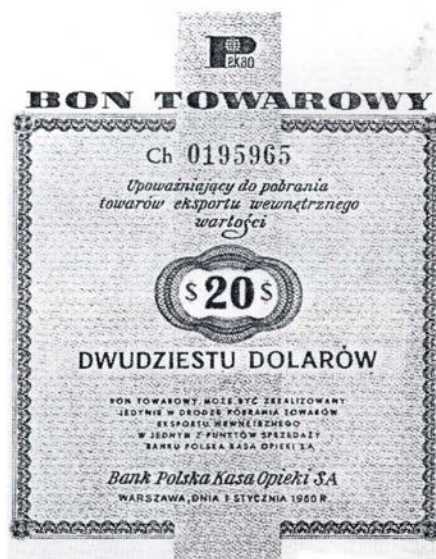 Pekao
BON TOWAROWY
Ch 0195965
Upoważniający do pobrania
towarów eksportu wewnętrznego
wartości
$ 20 $
DWUDZIESTU DOLARÓW
BON TOWAROWY MOŻE BYĆ ZREALIZOWANY
JEDYNIE W DRODZE POBRANIA TOWARÓW
EKSPORTU WEWNĘTRZNEGO
W JEDNYM Z PUNKTÓW SPRZEDAŻY
BANKU POLSKA KASA OPIEKI SA
Bank Polska Kasa Opieki SA
WARSZAWA, DNIA 1 STYCZNIA 1960 R.